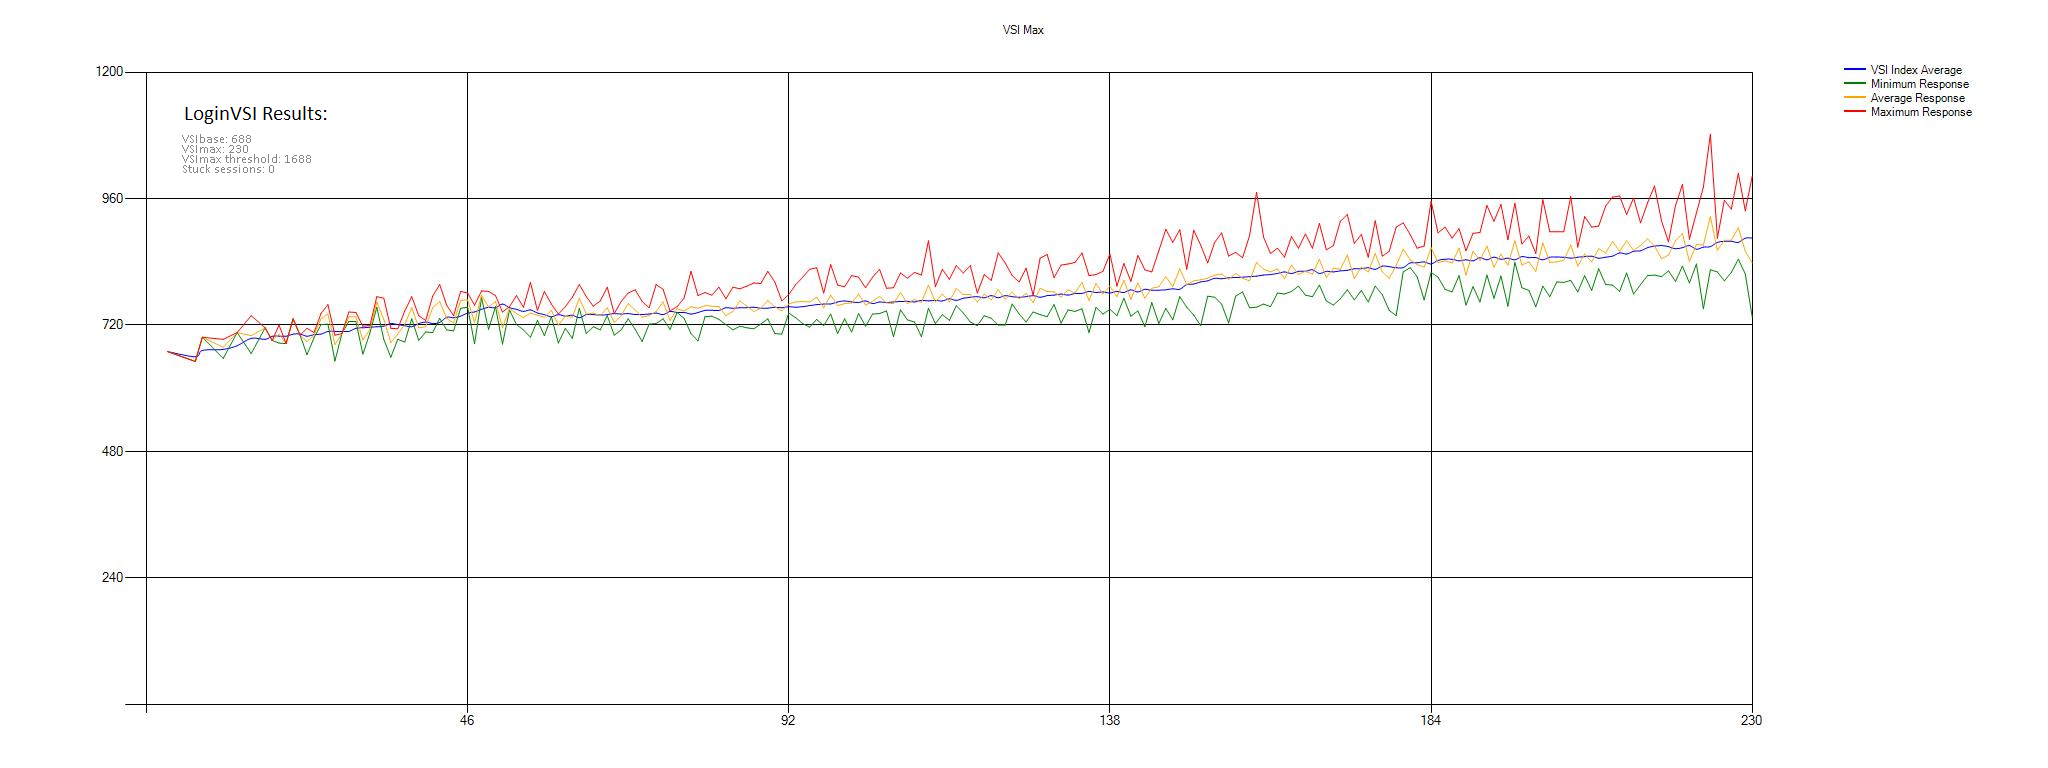 VSI Max
1200
960
720
480
240
LoginVSI Results:
VSIbase: 688
VSImax: 230
VSImax threshold: 1688
Stuck sessions: 0
VSI Index Average
Minimum Response
Average Response
Maximum Response
46
92
138
184
230